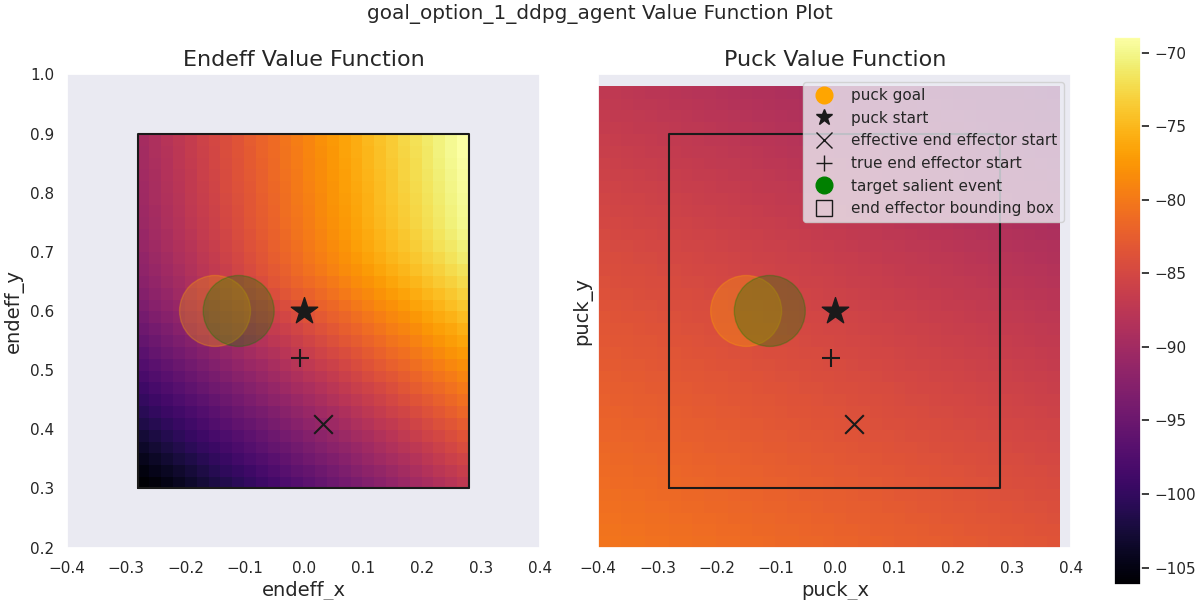 goal_option_1_ddpg_agent Value Function Plot
Endeff Value Function
1.0
0.9
0.8
0.7
0.6
0.5
0.4
0.3
0.2
endeff_y
−0.4 −0.3 −0.2 −0.1 0.0 0.1 0.2 0.3 0.4
endeff_x
Puck Value Function
puck goal
puck start
effective end effector start
true end effector start
target salient event
end effector bounding box
puck_y
−0.4 −0.3 −0.2 −0.1 0.0 0.1 0.2 0.3 0.4
puck_x
−70
−75
−80
−85
−90
−95
−100
−105